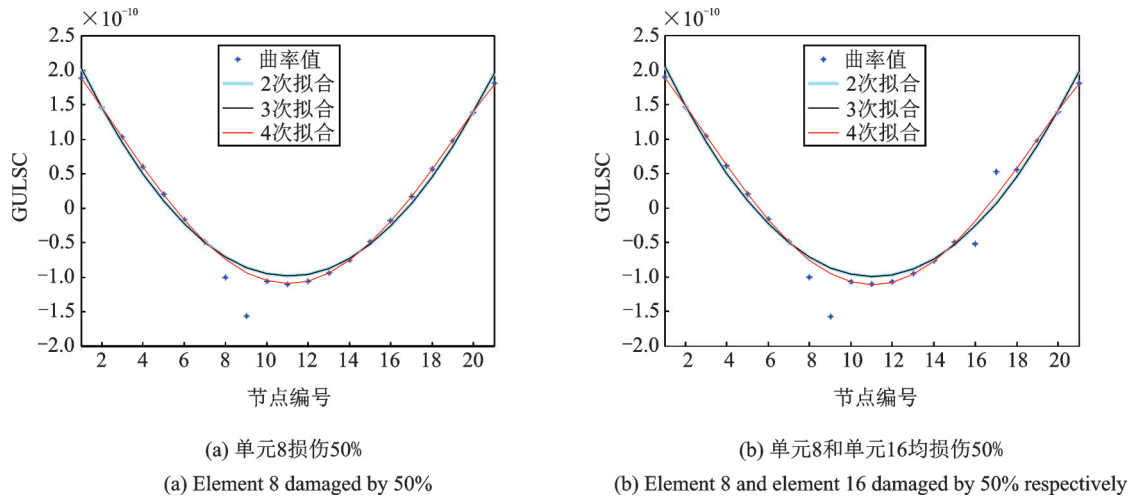 ×10⁻¹⁰
2.5
2.0
1.5
1.0
0.5
0
−0.5
−1.0
−1.5
−2.0
GULSC
曲率值
2次拟合
3次拟合
4次拟合
2 4 6 8 10 12 14 16 18 20
节点编号
(a) 单元8损伤50%
(a) Element 8 damaged by 50%
×10⁻¹⁰
2.5
2.0
1.5
1.0
0.5
0
−0.5
−1.0
−1.5
−2.0
GULSC
曲率值
2次拟合
3次拟合
4次拟合
2 4 6 8 10 12 14 16 18 20
节点编号
(b) 单元8和单元16均损伤50%
(b) Element 8 and element 16 damaged by 50% respectively